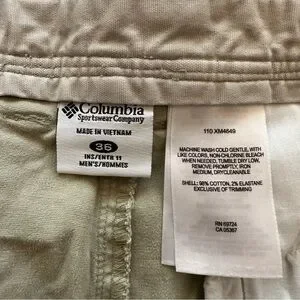 Columbia
Sportswear Company
MADE IN VIETNAM
36
INS/ENTR 11
MEN'S/HOMMES
110 XM4649
MACHINE WASH COLD GENTLE, WITH
LIKE COLORS, NON-CHLORINE BLEACH
WHEN NEEDED. TUMBLE DRY LOW,
REMOVE PROMPTLY, IRON
MEDIUM, DRYCLEANABLE
SHELL: 98% COTTON, 2% ELASTANE
EXCLUSIVE OF TRIMMING
RN 69724
CA 05367